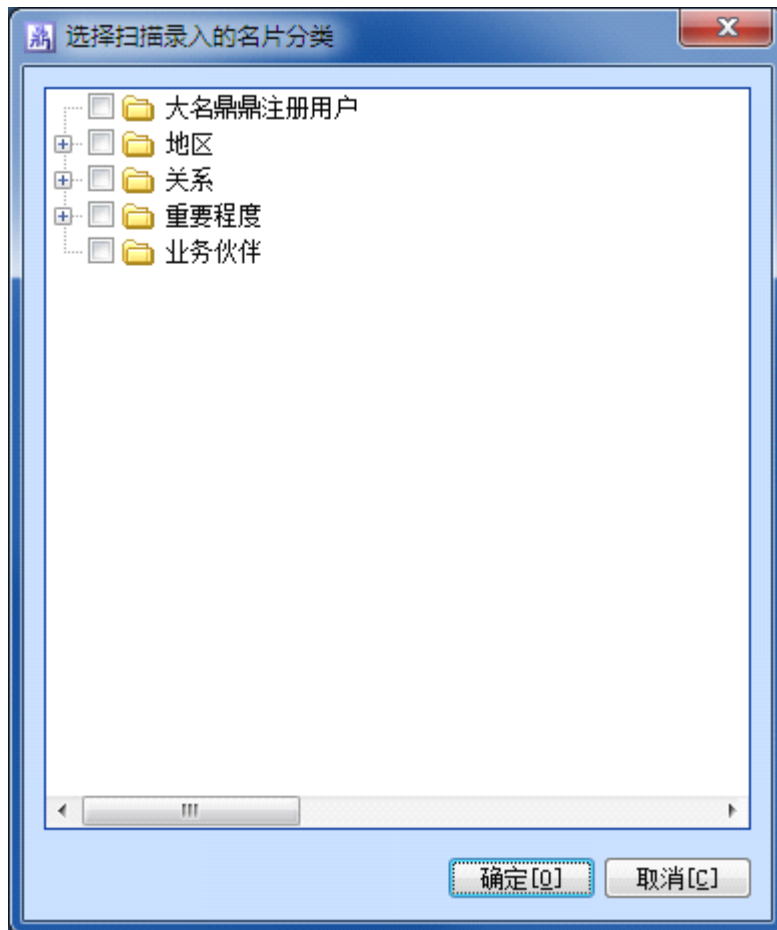 鼎 选择扫描录入的名片分类
大名鼎鼎注册用户
地区
关系
重要程度
业务伙伴
确定[O] 取消[C]